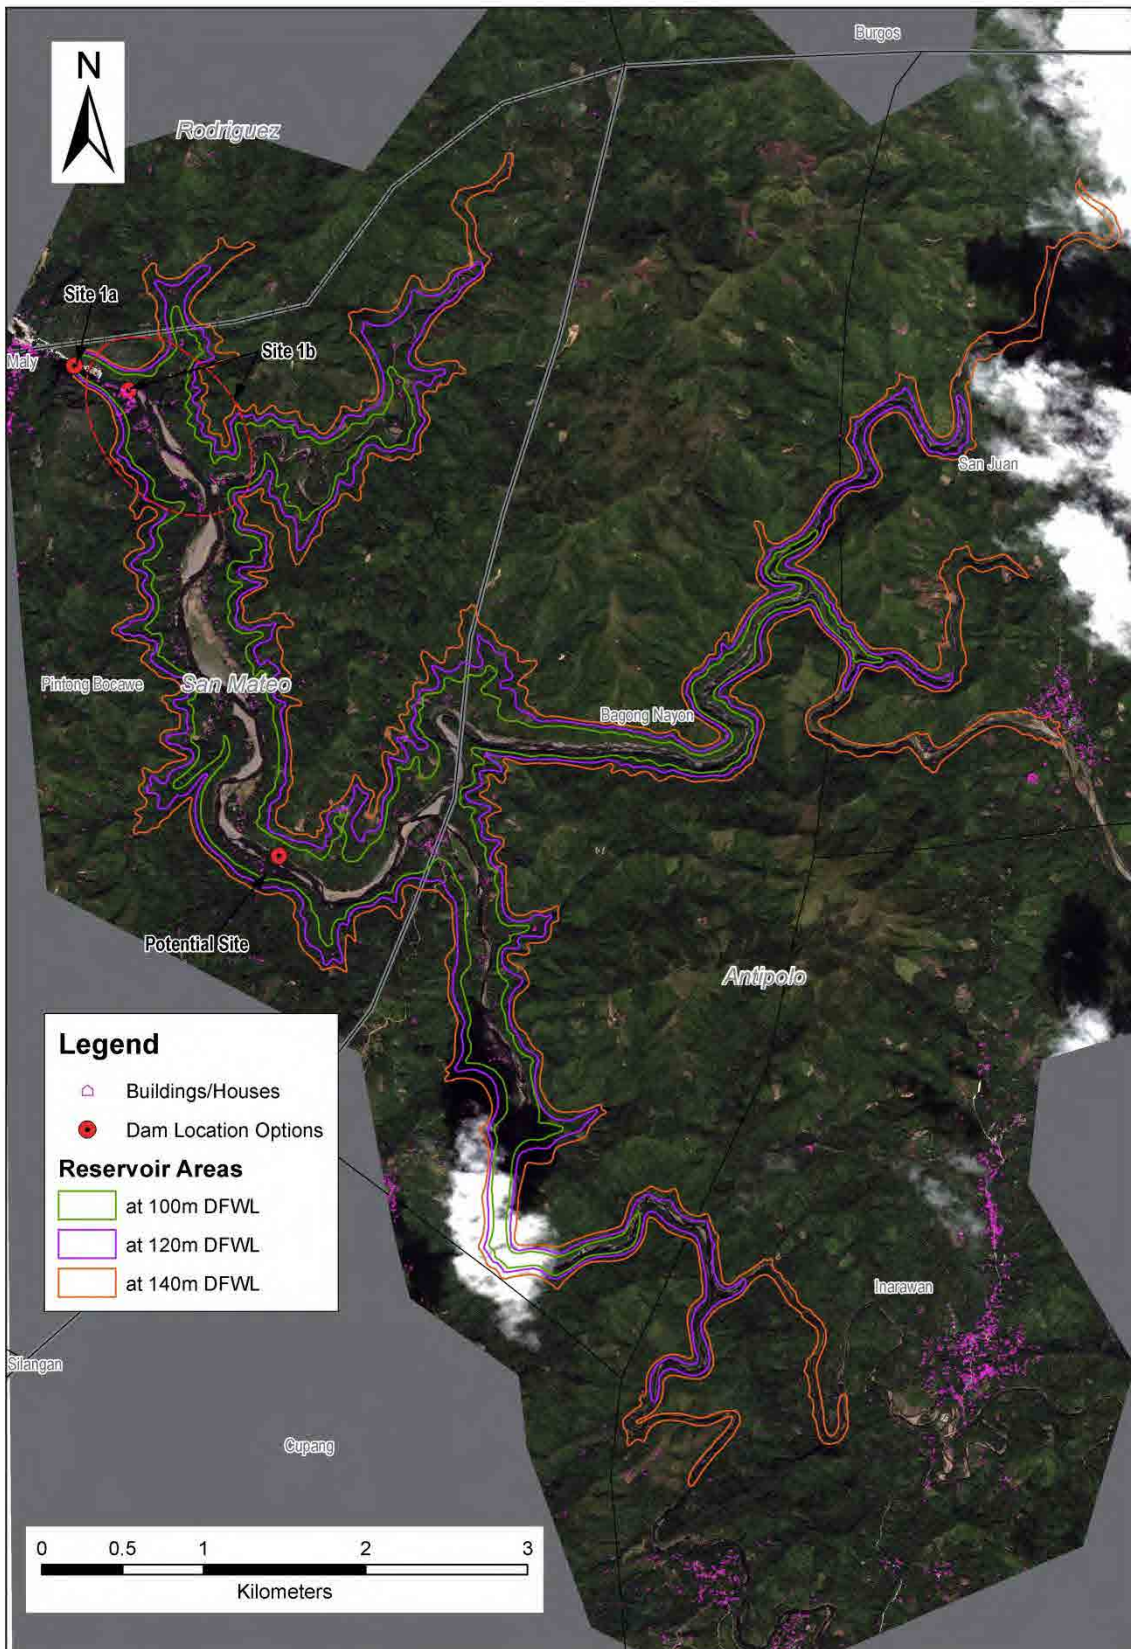 Burgos
N
Rodriguez
Site 1a
Site 1b
Maly
San Juan
Pintong Bocawe
San Mateo
Bagong Nayon
Potential Site
Antipolo
Legend
Buildings/Houses
Dam Location Options
Reservoir Areas
at 100m DFWL
at 120m DFWL
at 140m DFWL
Inarawan
Silangan
Cupang
0 0.5 1 2 3
Kilometers